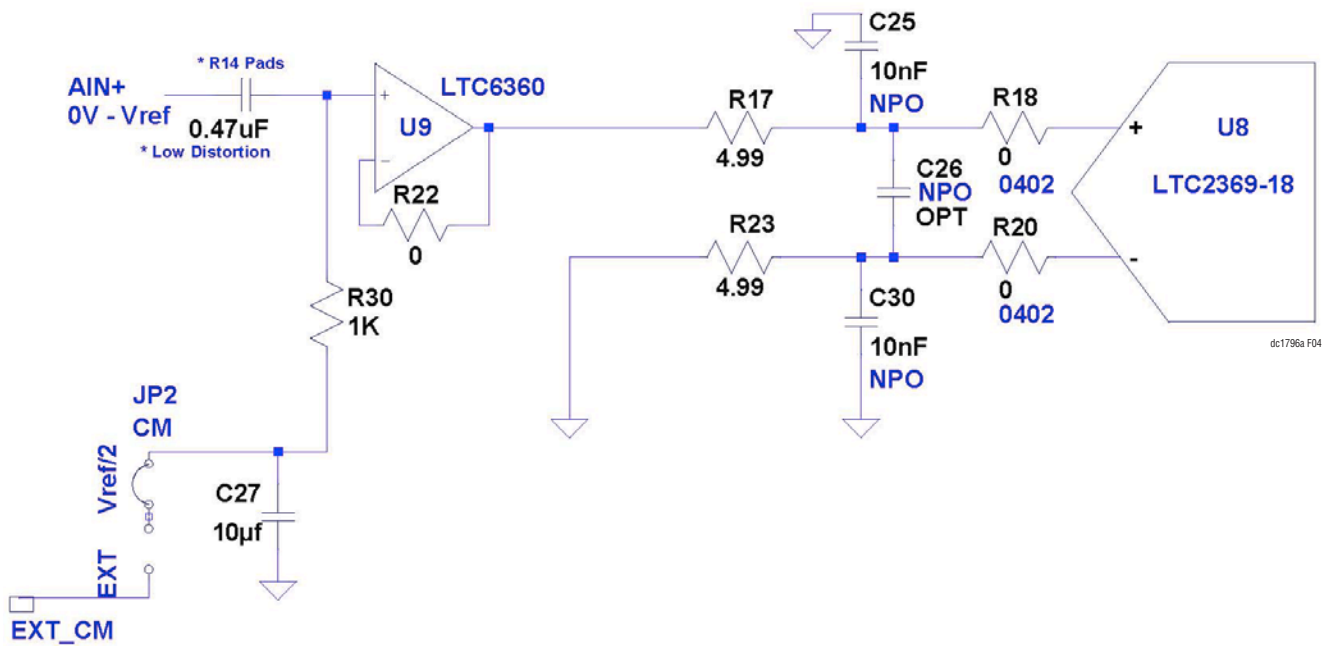 C25
10nF
NPO
* R14 Pads
AIN+
0V - Vref
0.47uF
* Low Distortion
+
-
U9
LTC6360
R22
0
R17
4.99
R18
0
0402
C26
NPO
OPT
+
-
U8
LTC2369-18
R23
4.99
R20
0
0402
C30
10nF
NPO
dc1796a F04
R30
1K
JP2
CM
Vref/2
EXT
C27
10µf
EXT_CM